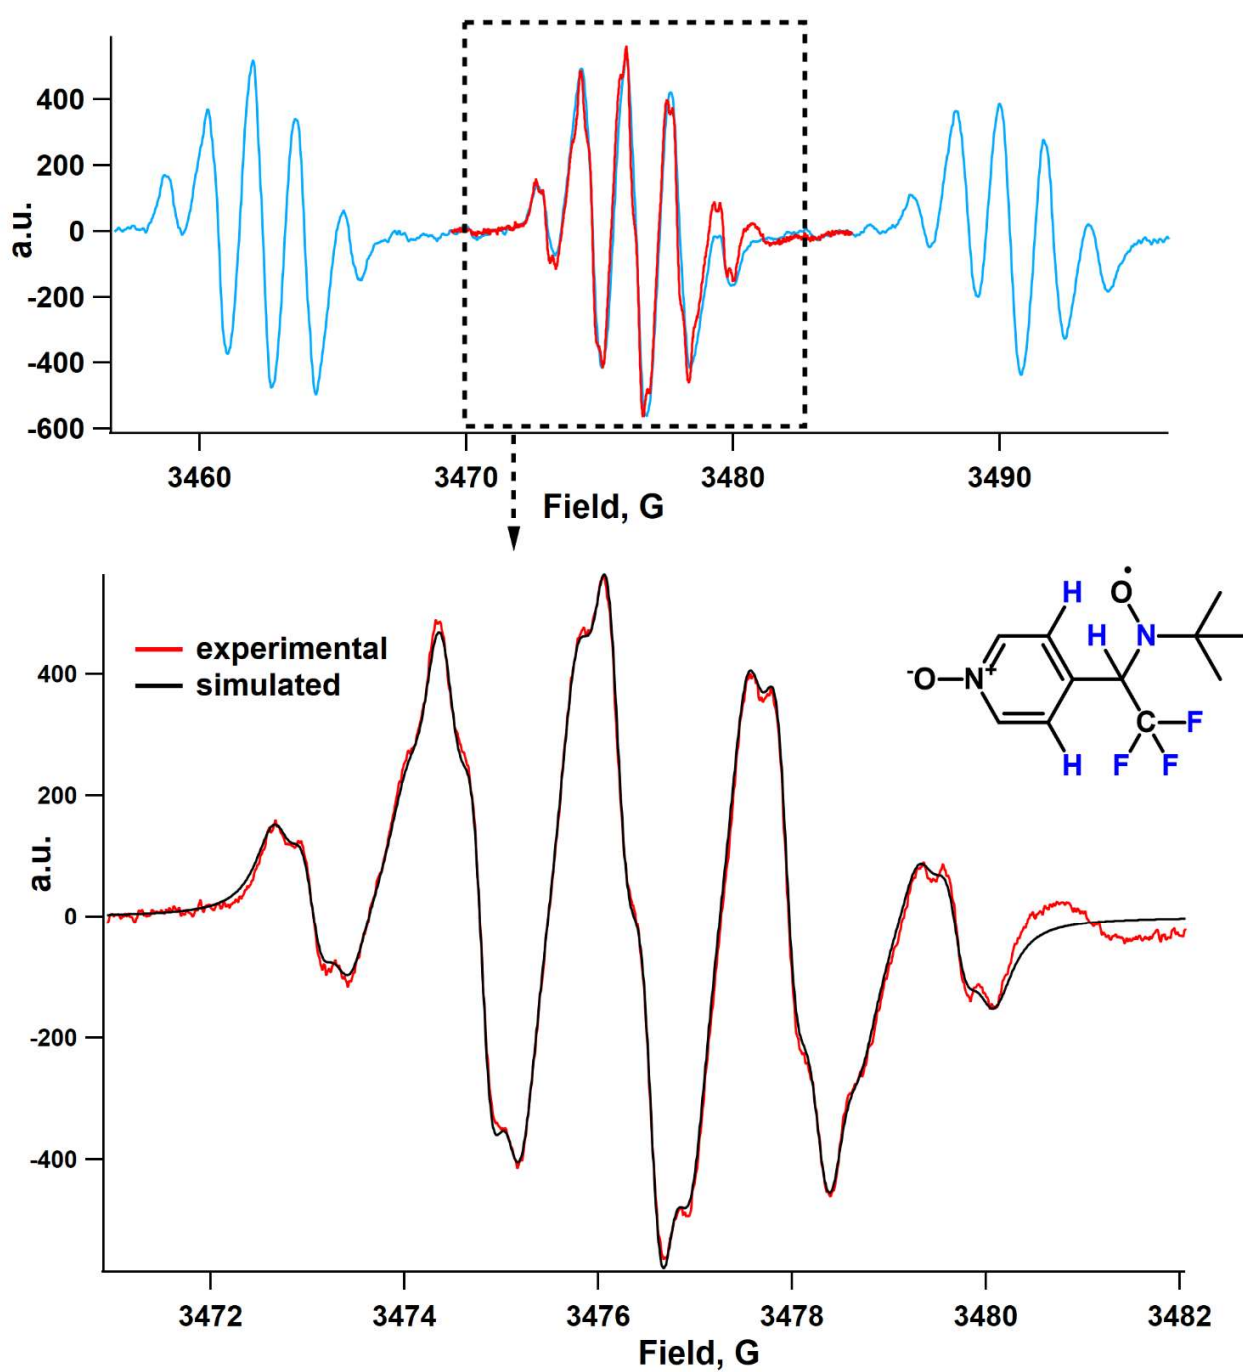 400
200
0
-200
-400
-600
a.u.
3460 3470 3480 3490
Field, G
experimental
simulated
400
200
0
-200
-400
a.u.
3472 3474 3476 3478 3480 3482
Field, G
H O•
H N
-O N+
C F
H F F